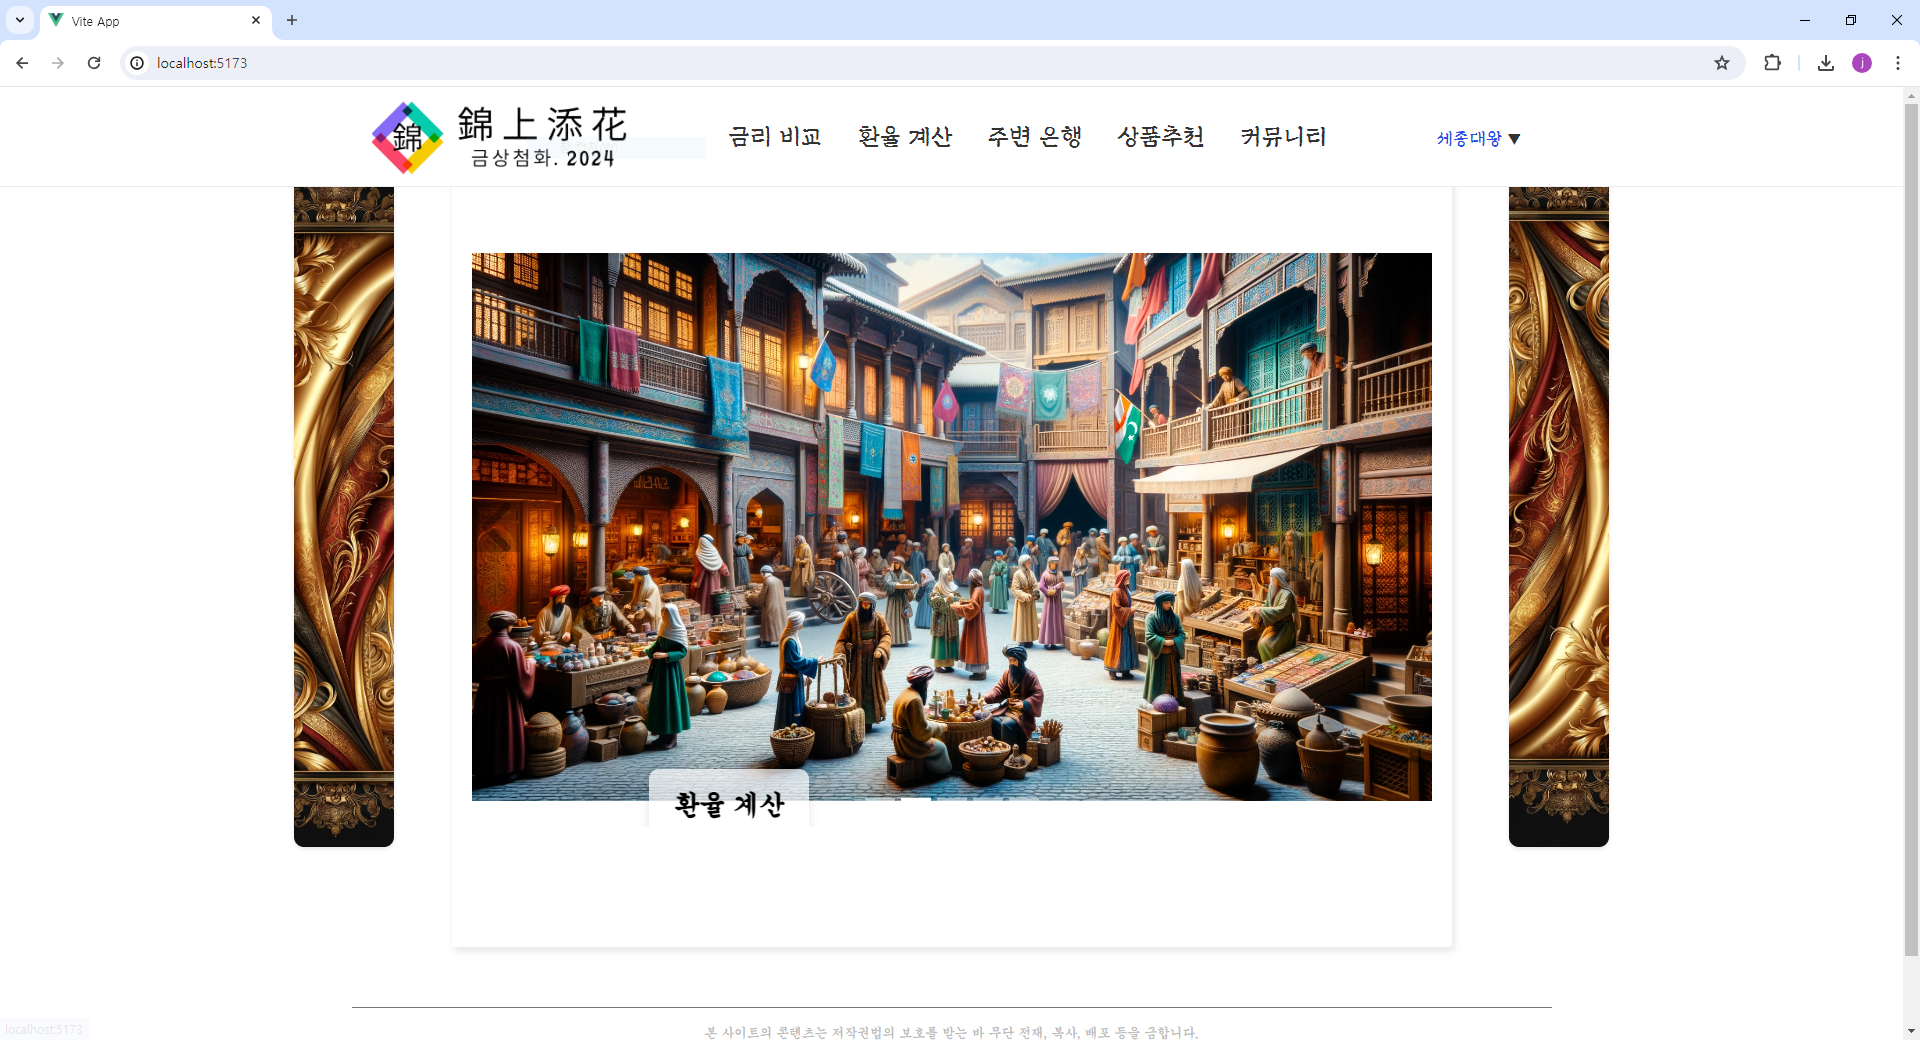 Vite App
localhost:5173
錦
錦上添花
금상첨화. 2024
금리 비교
환율 계산
주변 은행
상품추천
커뮤니티
세종대왕 ▼
환율 계산
본 사이트의 콘텐츠는 저작권법의 보호를 받는 바 무단 전재, 복사, 배포 등을 금합니다.
localhost:5173
j